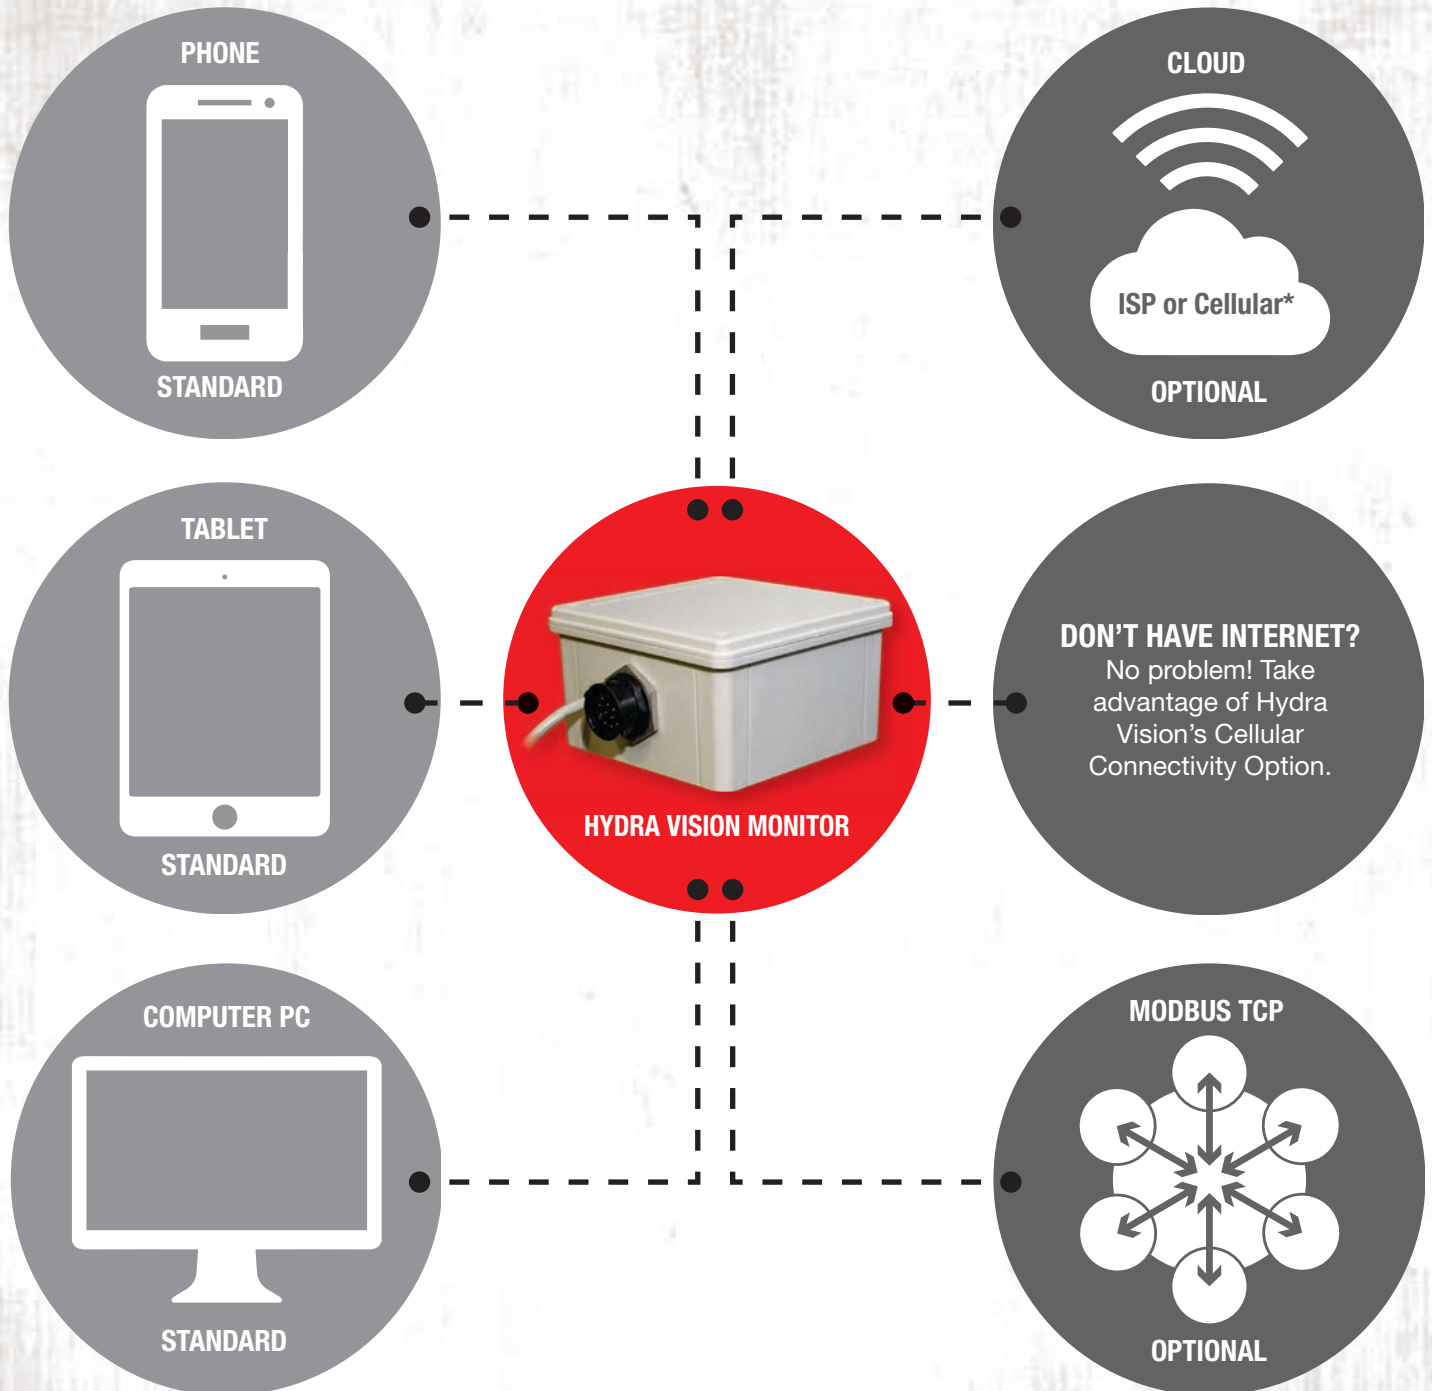 PHONE
STANDARD
CLOUD
ISP or Cellular*
OPTIONAL
TABLET
STANDARD
HYDRA VISION MONITOR
DON'T HAVE INTERNET?
No problem! Take
advantage of Hydra
Vision's Cellular
Connectivity Option.
COMPUTER PC
STANDARD
MODBUS TCP
OPTIONAL